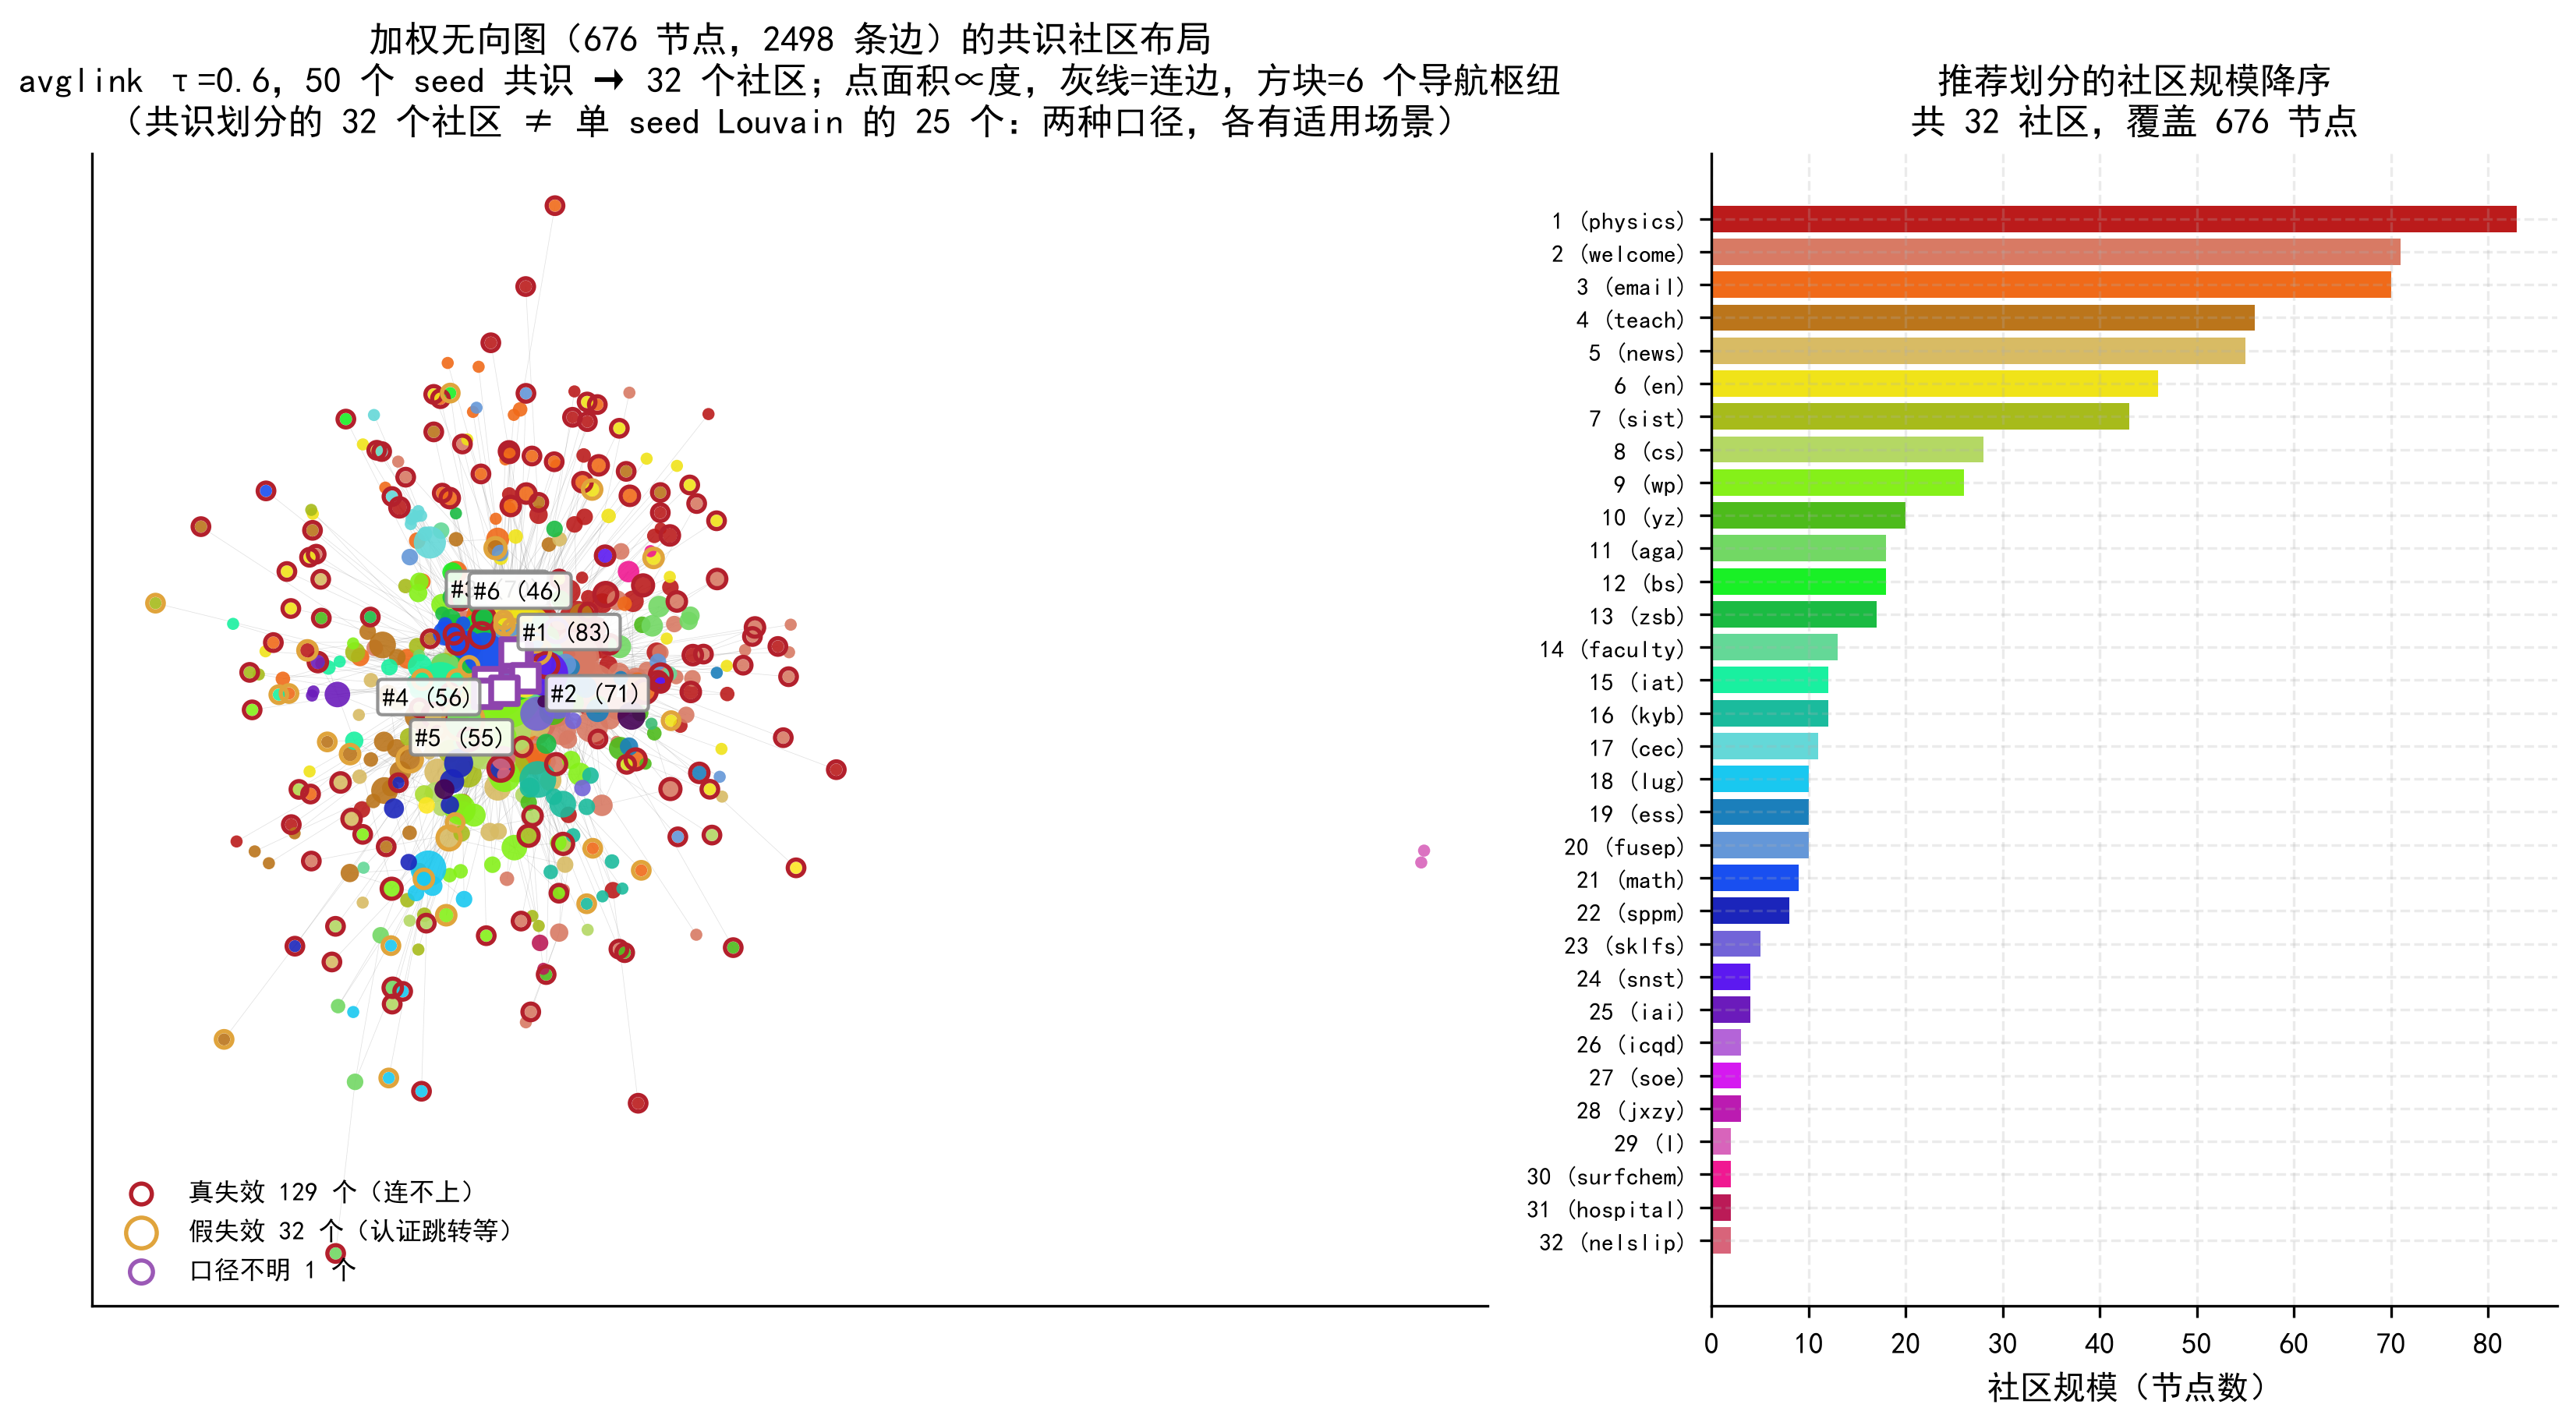 加权无向图（676 节点，2498 条边）的共识社区布局
avglink τ=0.6，50 个 seed 共识 ➞ 32 个社区；点面积∝度，灰线=连边，方块=6 个导航枢纽
（共识划分的 32 个社区 ≠ 单 seed Louvain 的 25 个：两种口径，各有适用场景）
#6（46）
#1（83）
#4（56）
#2（71）
#5（55）
真失效 129 个（连不上）
假失效 32 个（认证跳转等）
口径不明 1 个
推荐划分的社区规模降序
共 32 社区，覆盖 676 节点
1 (physics)
2 (welcome)
3 (email)
4 (teach)
5 (news)
6 (en)
7 (sist)
8 (cs)
9 (wp)
10 (yz)
11 (aga)
12 (bs)
13 (zsb)
14 (faculty)
15 (iat)
16 (kyb)
17 (cec)
18 (lug)
19 (ess)
20 (fusep)
21 (math)
22 (sppm)
23 (sklfs)
24 (snst)
25 (iai)
26 (icqd)
27 (soe)
28 (jxzy)
29 (l)
30 (surfchem)
31 (hospital)
32 (nelslip)
0 10 20 30 40 50 60 70 80
社区规模（节点数）